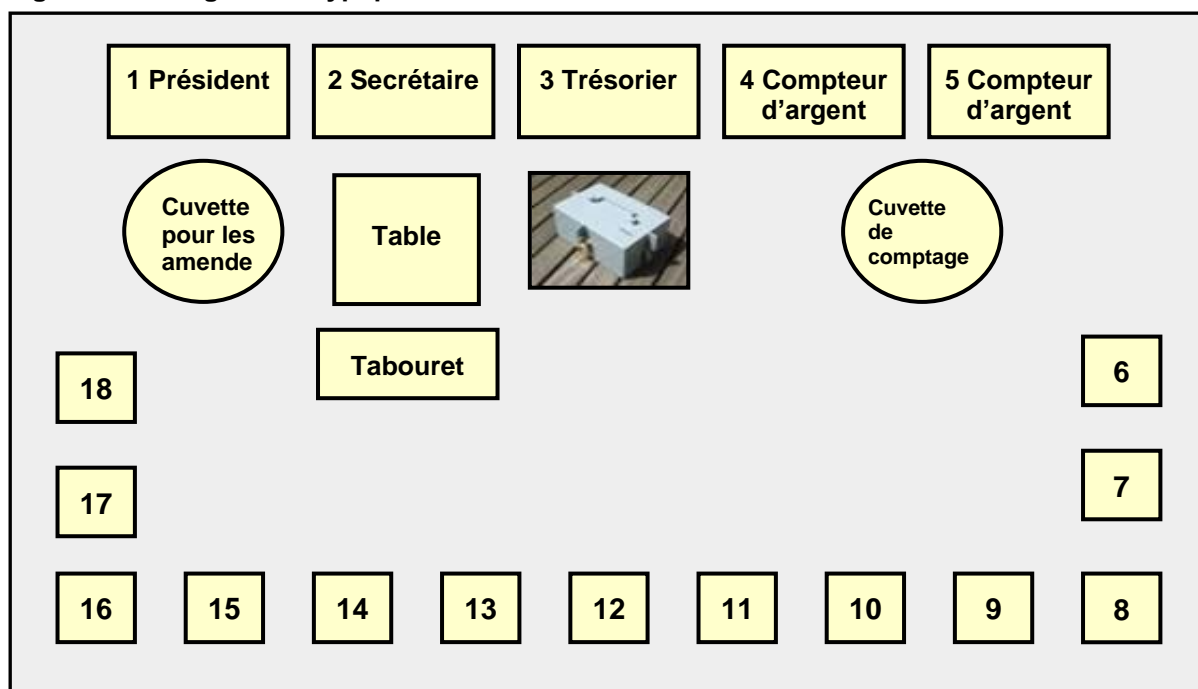 1 Président
2 Secrétaire
3 Trésorier
4 Compteur
d'argent
5 Compteur
d'argent
Cuvette
pour les
amende
Table
Cuvette
de
comptage
Tabouret
18
6
17
7
16
15
14
13
12
11
10
9
8